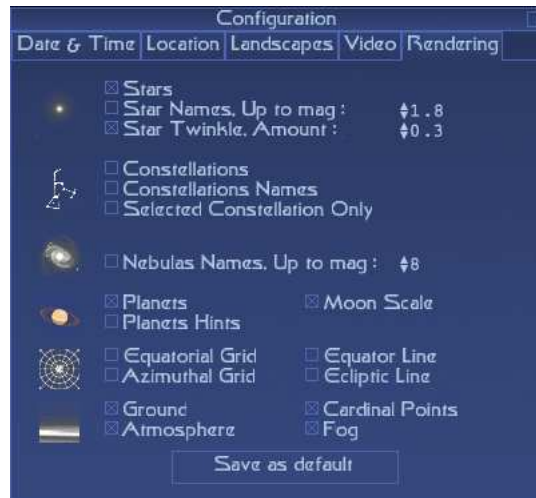 Configuration
Date & Time Location Landscapes Video Rendering
Stars
Star Names, Up to mag : 1.8
Star Twinkle, Amount : 0.3
Constellations
Constellations Names
Selected Constellation Only
Nebulas Names, Up to mag : 8
Planets Moon Scale
Planets Hints
Equatorial Grid Equator Line
Azimuthal Grid Ecliptic Line
Ground Cardinal Points
Atmosphere Fog
Save as default